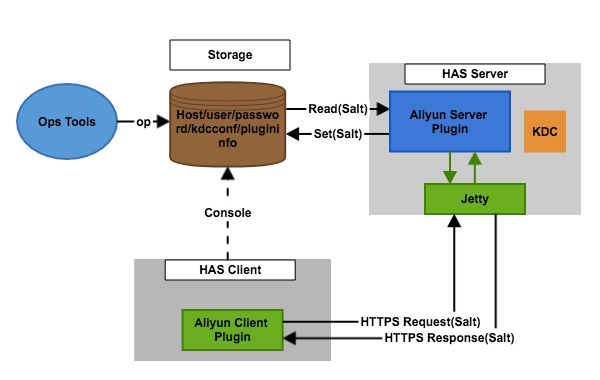 Storage
HAS Server
Ops Tools
op
Host/user/passwo
rd/kdcconf/plugini
nfo
Read(Salt)
Set(Salt)
Aliyun Server
Plugin
KDC
Jetty
Console
HAS Client
Aliyun Client
Plugin
HTTPS Request(Salt)
HTTPS Response(Salt)